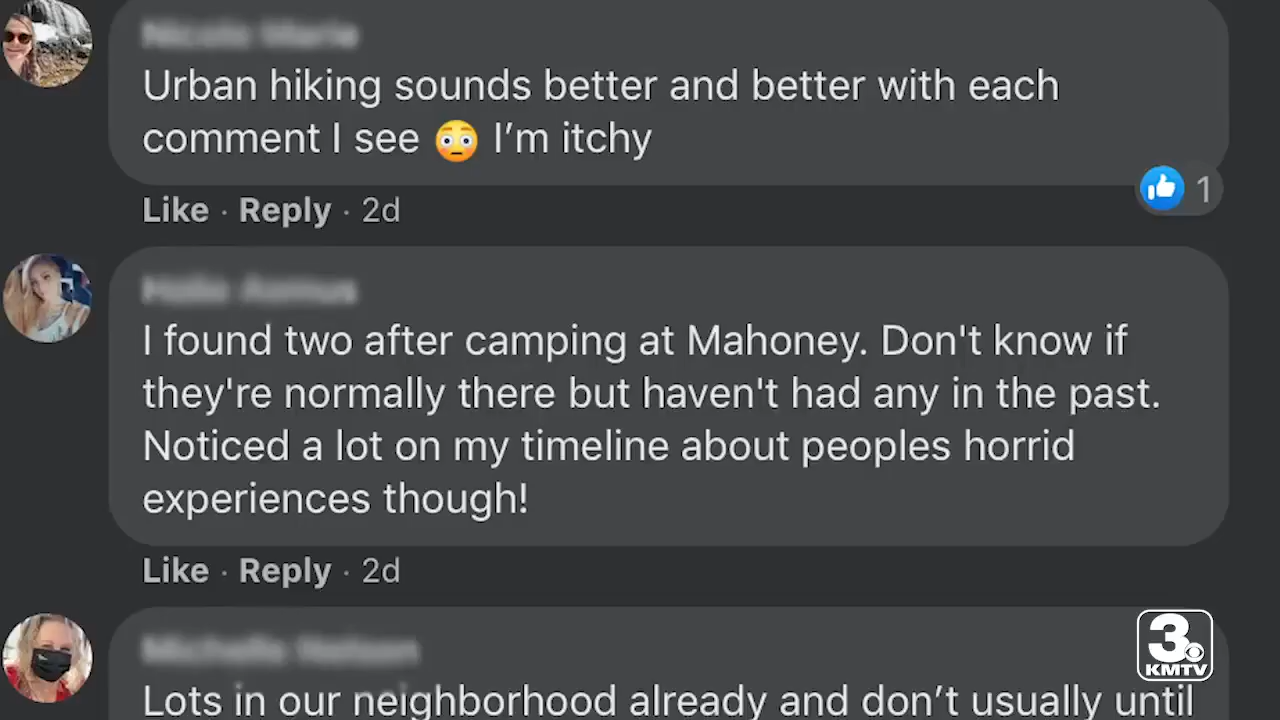 Urban hiking sounds better and better with each
comment I see 😳 I’m itchy
1
Like · Reply · 2d
I found two after camping at Mahoney. Don't know if
they're normally there but haven't had any in the past.
Noticed a lot on my timeline about peoples horrid
experiences though!
Like · Reply · 2d
3
KMTV
Lots in our neighborhood already and don’t usually until